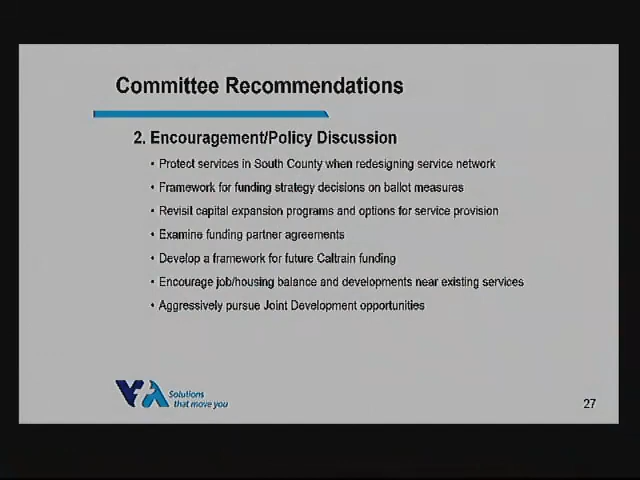 Committee Recommendations
2. Encouragement/Policy Discussion
• Protect services in South County when redesigning service network
• Framework for funding strategy decisions on ballot measures
• Revisit capital expansion programs and options for service provision
• Examine funding partner agreements
• Develop a framework for future Caltrain funding
• Encourage job/housing balance and developments near existing services
• Aggressively pursue Joint Development opportunities
VTA Solutions
that move you
27